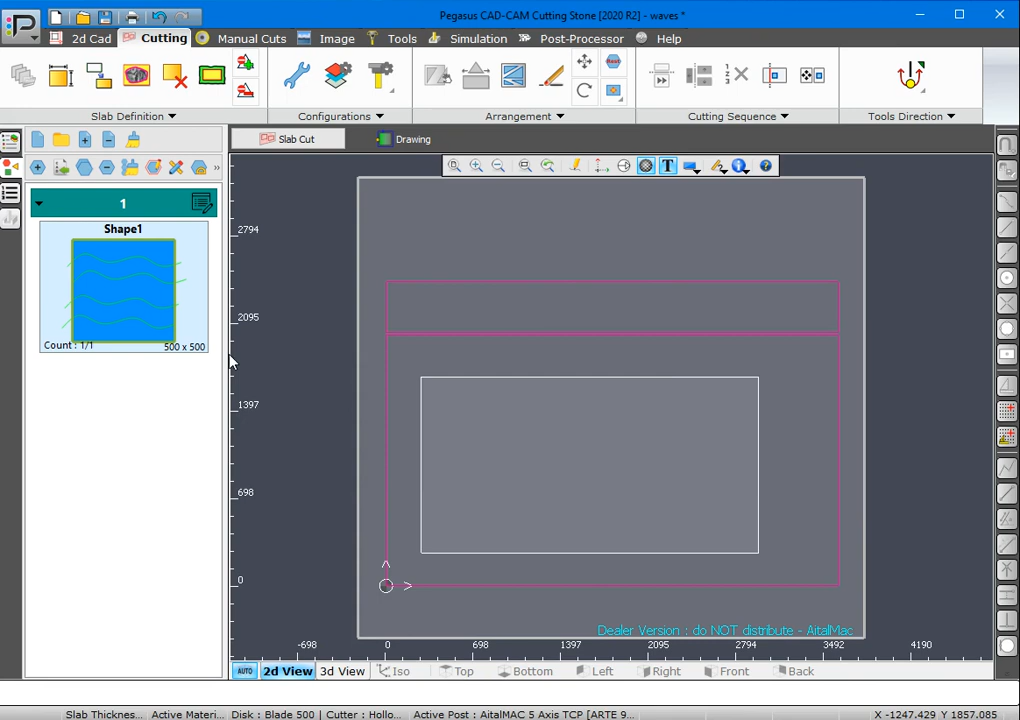 Pegasus CAD-CAM Cutting Stone [2020 R2] - waves *
2d Cad Cutting Manual Cuts Image Tools Simulation Post-Processor Help
Slab Definition Configurations Arrangement Cutting Sequence Tools Direction
Slab Cut Drawing
1
Shape1
Count : 1/1 500 x 500
2794
2095
1397
698
0
Dealer Version : do NOT distribute - AitalMac
-698 0 698 1397 2095 2794 3492 4190
AUTO 2d View 3d View Iso Top Bottom Left Right Front Back
Slab Thicknes... Active Materi... Disk : Blade 500 | Cutter : Hollo... Active Post : AitalMAC 5 Axis TCP [ARTE 9... X -1247.429 Y 1857.085